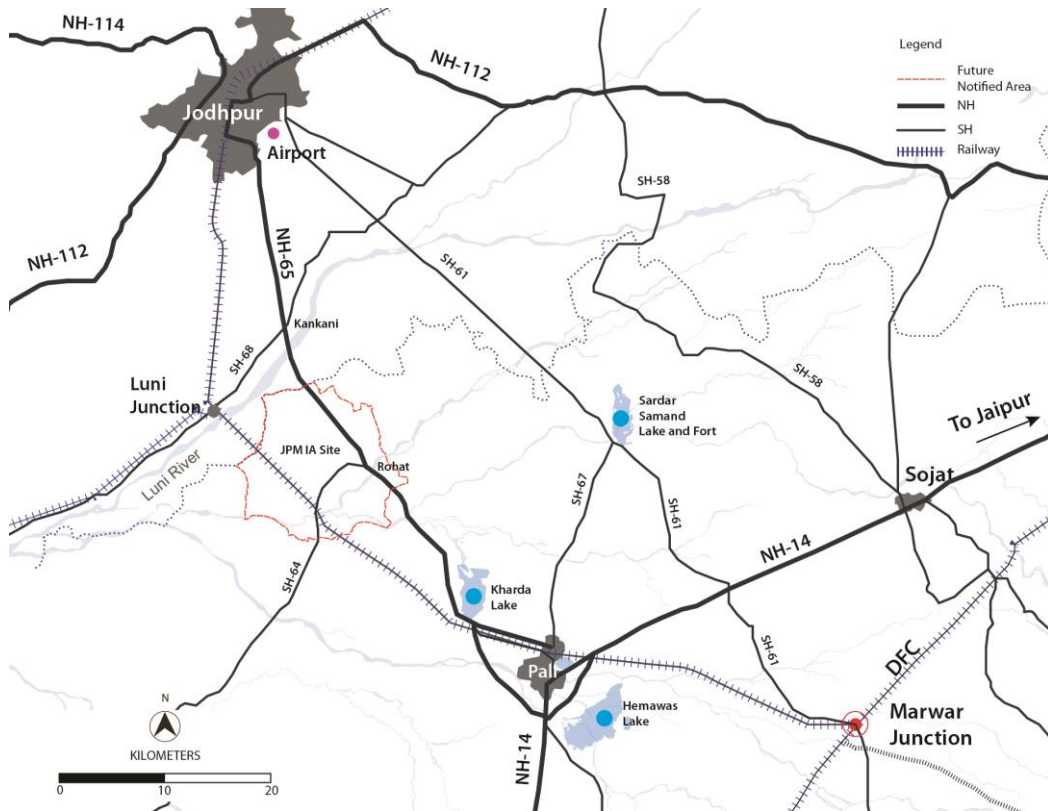 NH-114
NH-112
Legend
Future
Notified Area
NH
SH
Railway
Jodhpur
Airport
SH-58
NH-112
NH-65
SH-61
Kankani
SH-68
SH-58
Luni
Junction
Sardar
Samand
Lake and Fort
To Jaipur
JPM IA Site
Rohat
Luni River
SH-67
Sojat
SH-61
NH-14
SH-64
Kharda
Lake
SH-61
DFC
Pali
Hemawas
Lake
Marwar
Junction
NH-14
N
KILOMETERS
0
10
20